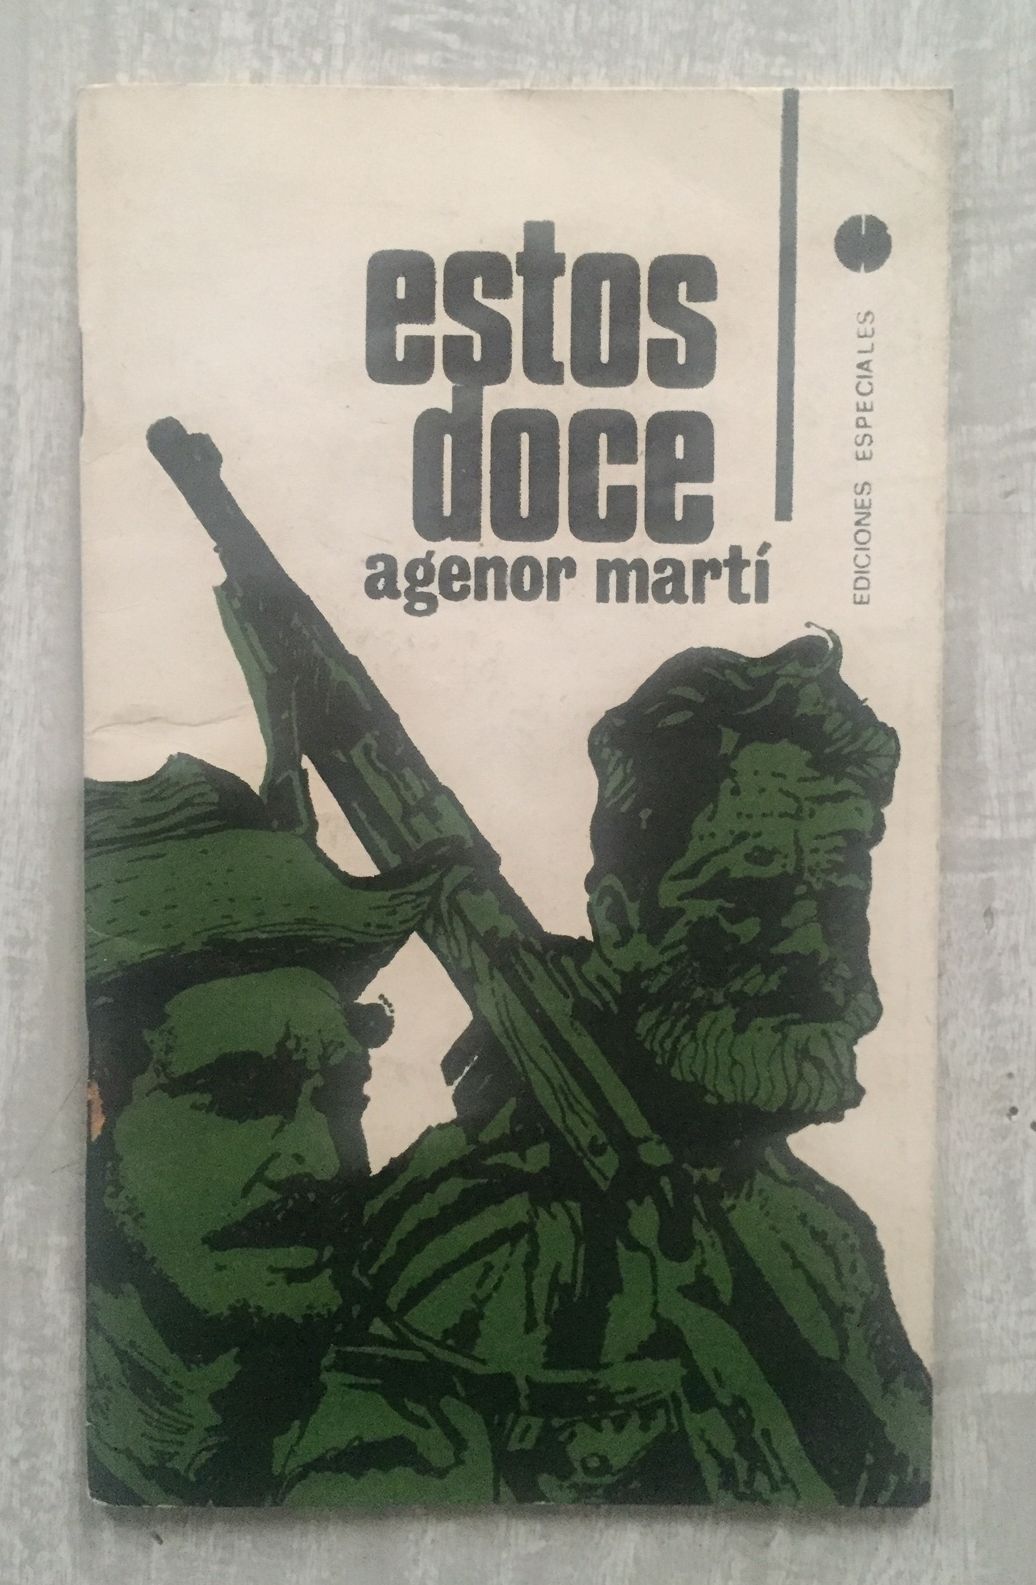 estos
doce
agenor martí
EDICIONES ESPECIALES